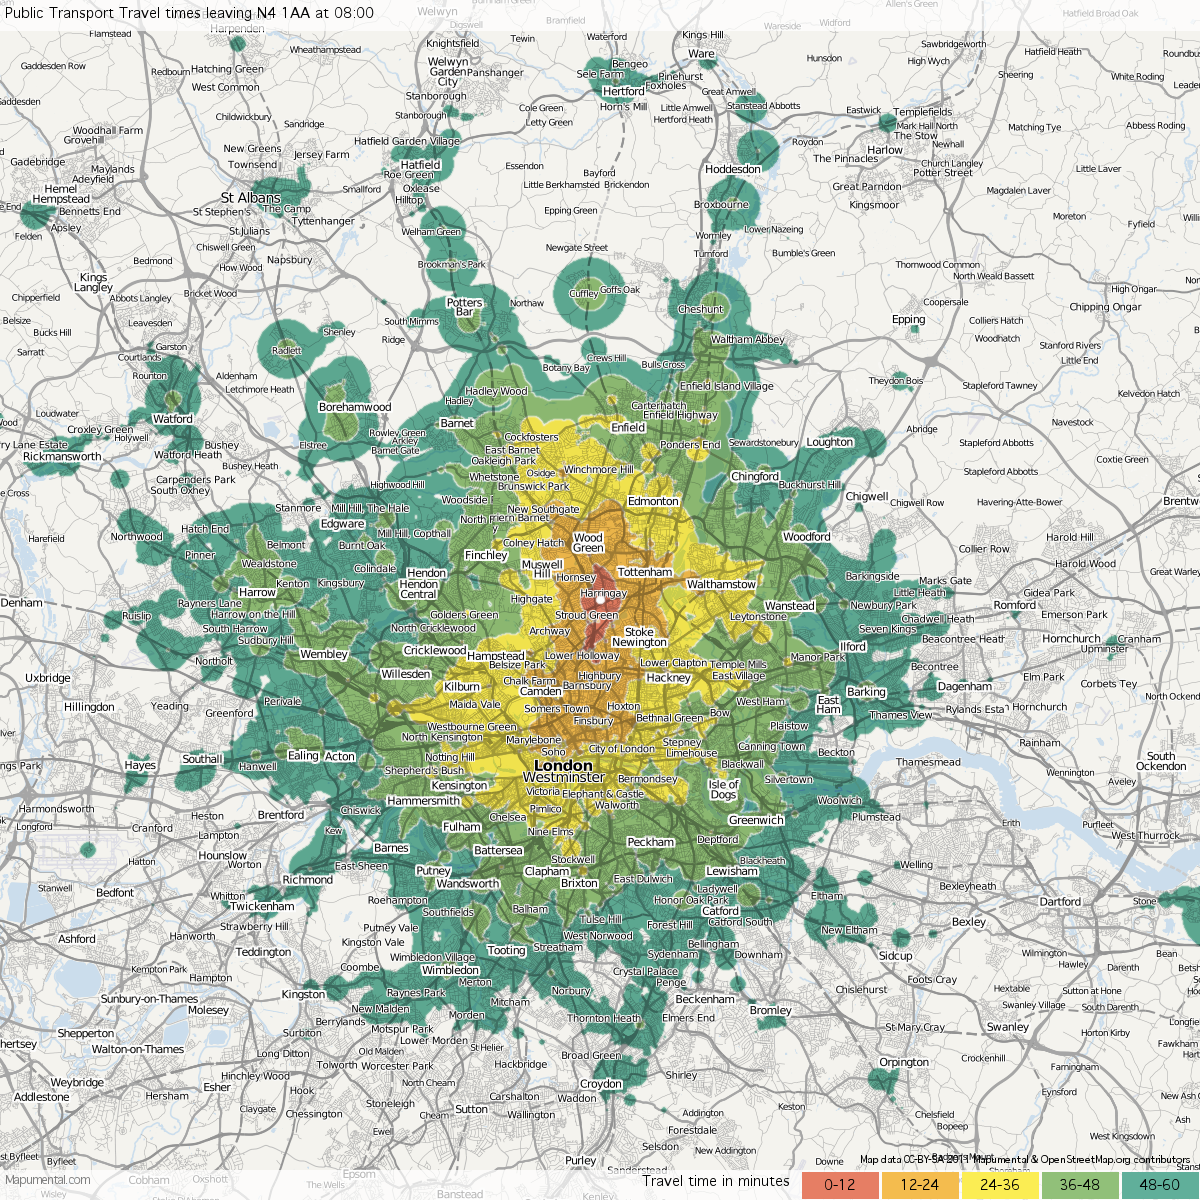 Public Transport Travel times leaving N4 1AA at 08:00
Welwyn
Bramfield
Wareside
Widford
Allen's Green
Hatfield Broad Oak
Harpenden
Flamstead
Wheathampstead
Knightsfield
Digswell
Tewin
Waterford
Kings Hill
Ware
Sawbridgeworth
Hatfield Heath
Gaddesden Row
Redbourn
Hatching Green
West Common
Welwyn
Garden
City
Panshanger
Bengeo
Sele Farm
Pinehurst
Foxholes
Hunsdon
High Wych
Sheering
White Roding
Stanborough
Hertford
Great Amwell
Stanstead Abbotts
Childwickbury
Sandridge
Cole Green
Letty Green
Horn's Mill
Little Amwell
Hertford Heath
Eastwick
Templefields
Mark Hall North
The Stow
Matching Tye
Abbess Roding
Woodhall Farm
Grovehill
New Greens
Townsend
Jersey Farm
Hatfield Garden Village
Hatfield
Roe Green
Essendon
Bayford
Little Berkhamsted
Brickendon
Hoddesdon
Roydon
The Pinnacles
Harlow
Newhall
Church Langley
Potter Street
Gadebridge
Maylands
Adeyfield
Hemel
Hempstead
Bennetts End
Apsley
Felden
St Albans
St Stephen's
The Camp
Tyttenhanger
Smallford
Oxlease
Hilltop
Great Parndon
Kingsmoor
Magdalen Laver
Little Laver
Moreton
Fyfield
St.Julians
Chiswell Green
How Wood
Napsbury
Welham Green
Epping Green
Broxbourne
Lower Nazeing
Wormley
Turnford
Bumble's Green
Bedmond
Kings
Langley
Abbots Langley
Bricket Wood
Brookman's Park
Newgate Street
Thornwood Common
North Weald Bassett
High Ongar
Chipperfield
Leavesden
Potters
Bar
Northaw
Cuffley
Goffs Oak
Cheshunt
Coopersale
Epping
Chipping Ongar
Belsize
Bucks Hill
Garston
Courtlands
Shenley
Ridge
South Mimms
Waltham Abbey
Colliers Hatch
Woodhatch
Stanford Rivers
Little End
Sarratt
Rounton
Radlett
Crews Hill
Botany Bay
Bulls Cross
Theydon Bois
Aldenham
Letchmore Heath
Stapleford Tawney
Kelvedon Hatch
Loudwater
Watford
Borehamwood
Hadley Wood
Hadley
Barnet
Enfield Island Village
Carterhatch
Enfield Highway
Enfield
Abridge
Navestock
Croxley Green
Holywell
Bushey
Watford Heath
Rickmansworth
Elstree
Rowley Green
Arkley
Barnet Gate
Cockfosters
East Barnet
Oakleigh Park
Ponders End
Sewardstonebury
Loughton
Stapleford Abbotts
Coxtie Green
Carpenders Park
South Oxhey
Bushey Heath
Highwood Hill
Whetstone
Osidge
Brunswick Park
Winchmore Hill
Chingford
Buckhurst Hill
Stanmore
Mill Hill, The Hale
Edgware
New Southgate
Edmonton
Chigwell
Chigwell Row
Havering-Atte-Bower
Harefield
Northwood
Hatch End
Pinner
Belmont
Burnt Oak
Finchley
Colney Hatch
Muswell
Hill
Wood
Green
Woodford
Collier Row
Harold Hill
Harold Wood
Wealdstone
Harrow
Kenton
Kingsbury
Colindale
Hendon
Hendon
Central
Hornsey
Tottenham
Walthamstow
Barkingside
Marks Gate
Little Heath
Great Warley
Gidea Park
Denham
Ruislip
Rayners Lane
Harrow on the Hill
South Harrow
Sudbury Hill
Golders Green
North Cricklewood
Highgate
Harringay
Stroud Green
Leytonstone
Wanstead
Newbury Park
Seven Kings
Chadwell Heath
Romford
Emerson Park
Hornchurch
Cranham
Upminster
Northolt
Wembley
Cricklewood
Hampstead
Archway
Stoke
Newington
Lower Holloway
Belsize Park
Lower Clapton
Temple Mills
Manor Park
Ilford
Beacontree Heath
Becontree
Uxbridge
Willesden
Kilburn
Chalk Farm
Camden
Highbury
Barnsbury
Hackney
East Village
Barking
Dagenham
Elm Park
Corbets Tey
Hillingdon
Yeading
Greenford
Perivale
Maida Vale
Somers Town
Hoxton
Finsbury
Bethnal Green
Bow
West Ham
East
Ham
Plaistow
Thames View
Rainham
Westbourne Green
North Kensington
Marylebone
Soho
City of London
Stepney
Limehouse
Canning Town
Beckton
Thamesmead
Wennington
Aveley
South
Ockendon
Hayes
Southall
Hanwell
Ealing
Acton
Notting Hill
Shepherd's Bush
Kensington
London
Westminster
Bermondsey
Blackwall
Isle of
Dogs
Silvertown
Woolwich
Harmondsworth
Longford
Cranford
Heston
Brentford
Chiswick
Hammersmith
Victoria
Pimlico
Chelsea
Elephant & Castle
Walworth
Greenwich
Plumstead
Erith
Purfleet
West Thurrock
Lampton
Hounslow
Worton
Kew
East Sheen
Barnes
Fulham
Nine Elms
Battersea
Stockwell
Peckham
Deptford
Blackheath
Welling
Hatton
Bedfont
Stanwell
Richmond
Whitton
Twickenham
Roehampton
Putney
Wandsworth
Clapham
Brixton
East Dulwich
Lewisham
Ladywell
Honor Oak Park
Catford
Catford South
Eltham
Bexleyheath
Bexley
Dartford
Stone
Ashford
Hanworth
Strawberry Hill
Teddington
Putney Vale
Kingston Vale
Southfields
Balham
Tulse Hill
West Norwood
Forest Hill
Sydenham
Bellingham
Downham
New Eltham
Sidcup
Wilmington
Hawley
Darenth
Bean
Kempton Park
Hampton
Coombe
Wimbledon Village
Wimbledon
Tooting
Streatham
Crystal Palace
Penge
Chislehurst
Foots Cray
Hextable
Swanley Village
Sutton at Hone
South Darenth
Sunbury-on-Thames
Molesey
Kingston
New Malden
Raynes Park
Merton
Mitcham
Norbury
Beckenham
Bromley
Shepperton
Walton-on-Thames
Surbiton
Berrylands
Motspur Park
Lower Morden
Morden
Thornton Heath
Elmers End
St Mary Cray
Swanley
Horton Kirby
Long Ditton
Old Malden
Tolworth
Worcester Park
St Helier
Hackbridge
Broad Green
Shirley
Orpington
Crockenhill
Farningham
Eynsford
Weybridge
Addlestone
Hersham
Esher
Hinchley Wood
Hook
Chessington
Claygate
Stoneleigh
North Cheam
Cheam
Sutton
Carshalton
Wallington
Croydon
Waddon
Addington
Forestdale
Selsdon
New Addington
Keston
Chelsfield
Bopeep
West Kingsdown
Byfleet
Ewell
Purley
Sanderstead
Downe
Cobham
Oxshott
Epsom
The Wells
Banstead
Kenley
Map data CC-BY-SA 2011 Mapumental & OpenStreetMap.org contributors
Mapumental.com
Travel time in minutes
0-12
12-24
24-36
36-48
48-60